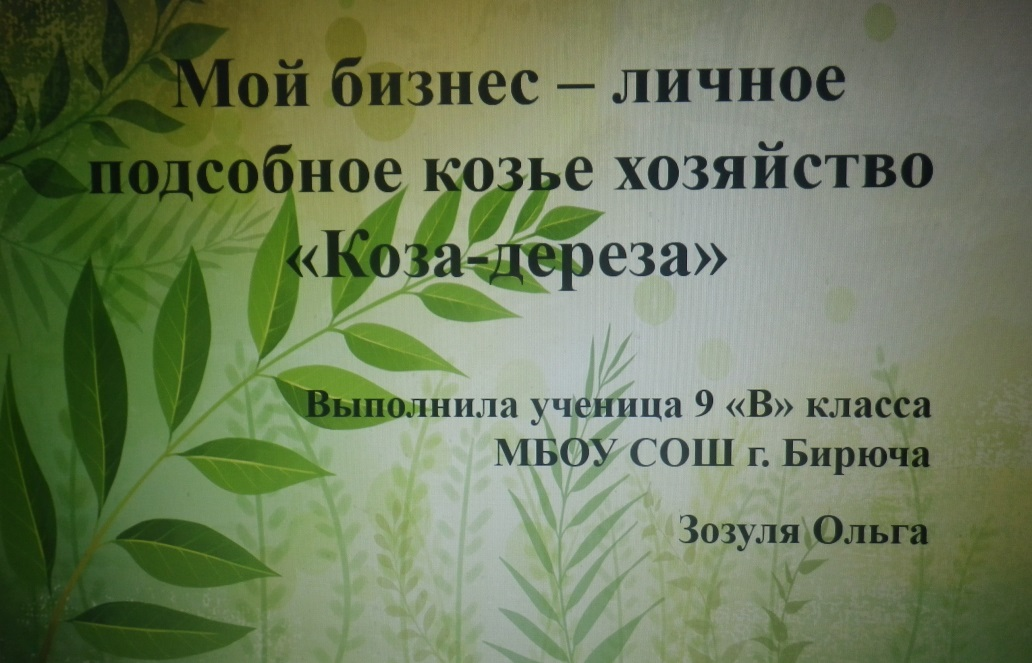 Мой бизнес – личное
подсобное козье хозяйство
«Коза-дереза»
Выполнила ученица 9 «В» класса
МБОУ СОШ г. Бирюча
Зозуля Ольга